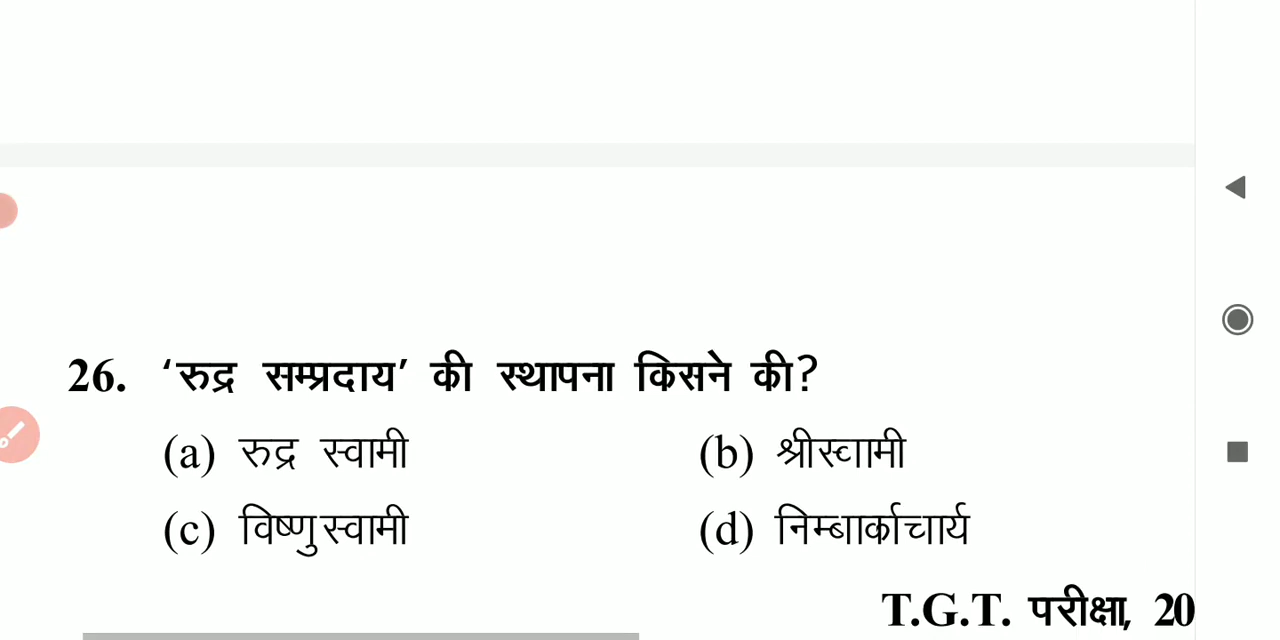 26. ‘रुद्र सम्प्रदाय’ की स्थापना किसने की?
(a) रुद्र स्वामी (b) श्रीस्वामी
(c) विष्णुस्वामी (d) निम्बार्काचार्य
T.G.T. परीक्षा, 20